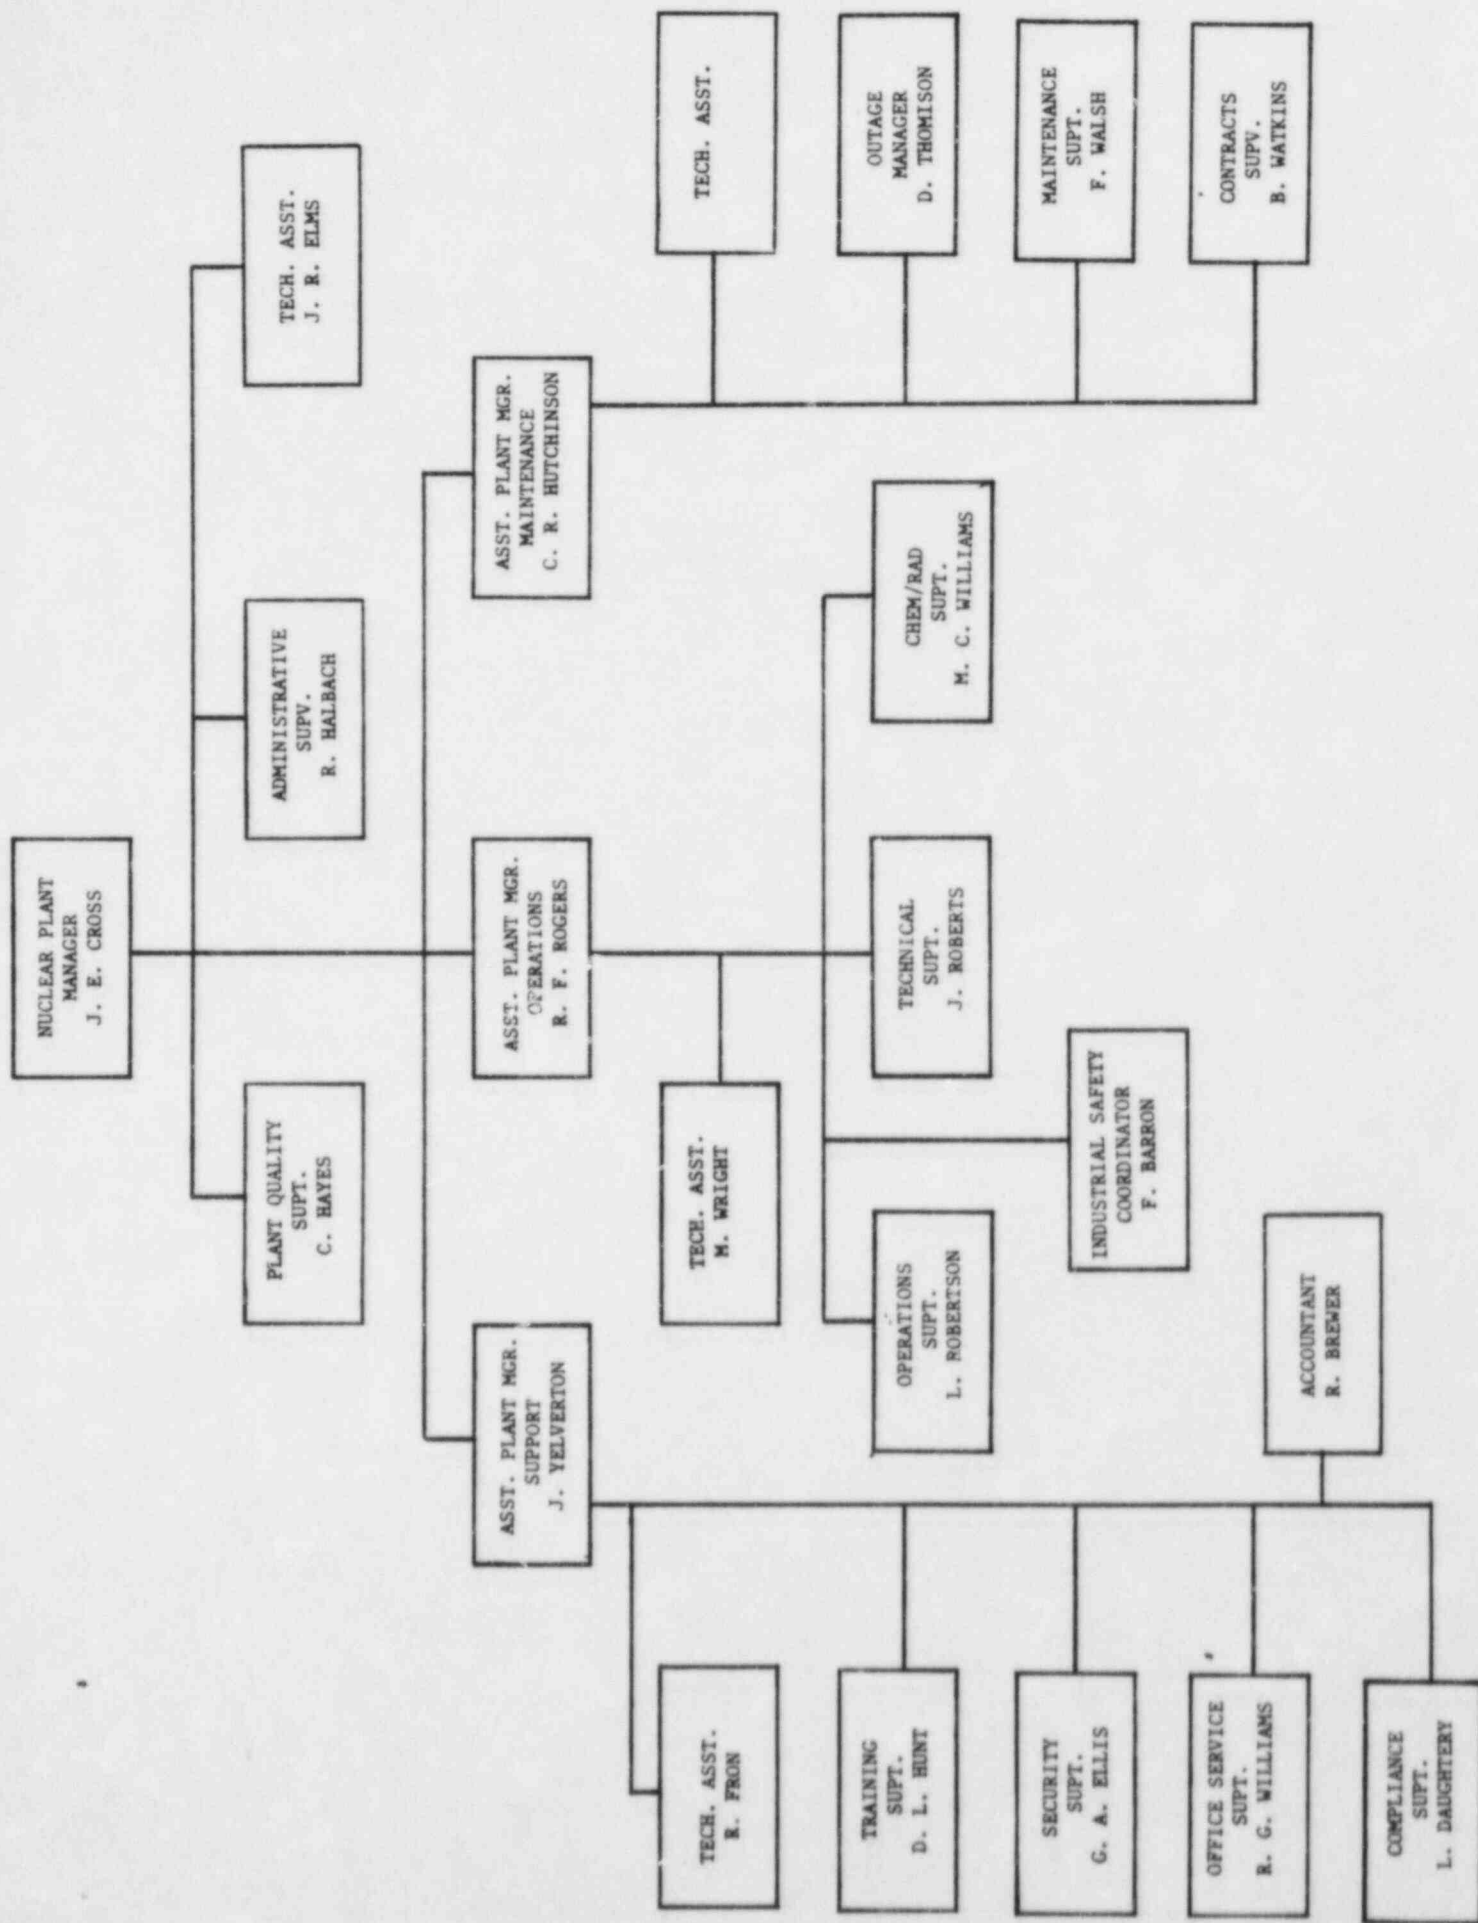 NUCLEAR PLANT
MANAGER
J. E. CROSS
PLANT QUALITY
SUPT.
C. HAYES
ADMINISTRATIVE
SUPV.
R. HALBACH
TECH. ASST.
J. R. ELMS
ASST. PLANT MGR.
SUPPORT
J. YELVERTON
ASST. PLANT MGR.
OPERATIONS
R. F. ROGERS
ASST. PLANT MGR.
MAINTENANCE
C. R. HUTCHINSON
TECH. ASST.
R. FRON
TECH. ASST.
M. WRIGHT
TECH. ASST.
TRAINING
SUPT.
D. L. HUNT
OPERATIONS
SUPT.
L. ROBERTSON
TECHNICAL
SUPT.
J. ROBERTS
CHEM/RAD
SUPT.
M. C. WILLIAMS
OUTAGE
MANAGER
D. THOMISON
SECURITY
SUPT.
G. A. ELLIS
INDUSTRIAL SAFETY
COORDINATOR
F. BARRON
MAINTENANCE
SUPT.
F. WALSH
OFFICE SERVICE
SUPT.
R. G. WILLIAMS
ACCOUNTANT
R. BREWER
CONTRACTS
SUPV.
B. WATKINS
COMPLIANCE
SUPT.
L. DAUGHTERY